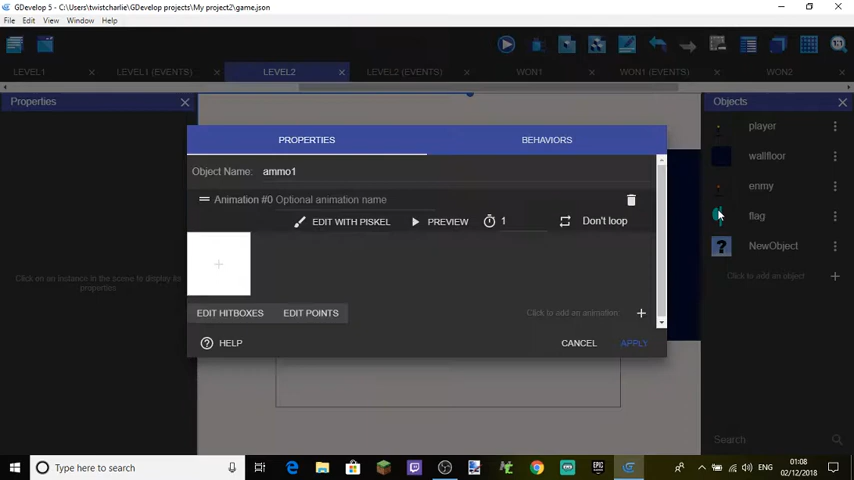 GDevelop 5 - C:\Users\twistcharlie\GDevelop projects\My project2\game.json
File Edit View Window Help
1:1
LEVEL1 LEVEL1 (EVENTS) LEVEL2 LEVEL2 (EVENTS) WON1 WON1 (EVENTS) WON2
Properties
Objects
PROPERTIES BEHAVIORS
player
wallfloor
enmy
flag
NewObject
Click to add an object
Object Name: ammo1
Animation #0 Optional animation name
EDIT WITH PISKEL PREVIEW 1 Don't loop
Click on an instance in the scene to display its
properties
EDIT HITBOXES EDIT POINTS Click to add an animation:
HELP CANCEL APPLY
Search
Type here to search
EPIC
GAMES
ENG
01:08
02/12/2018